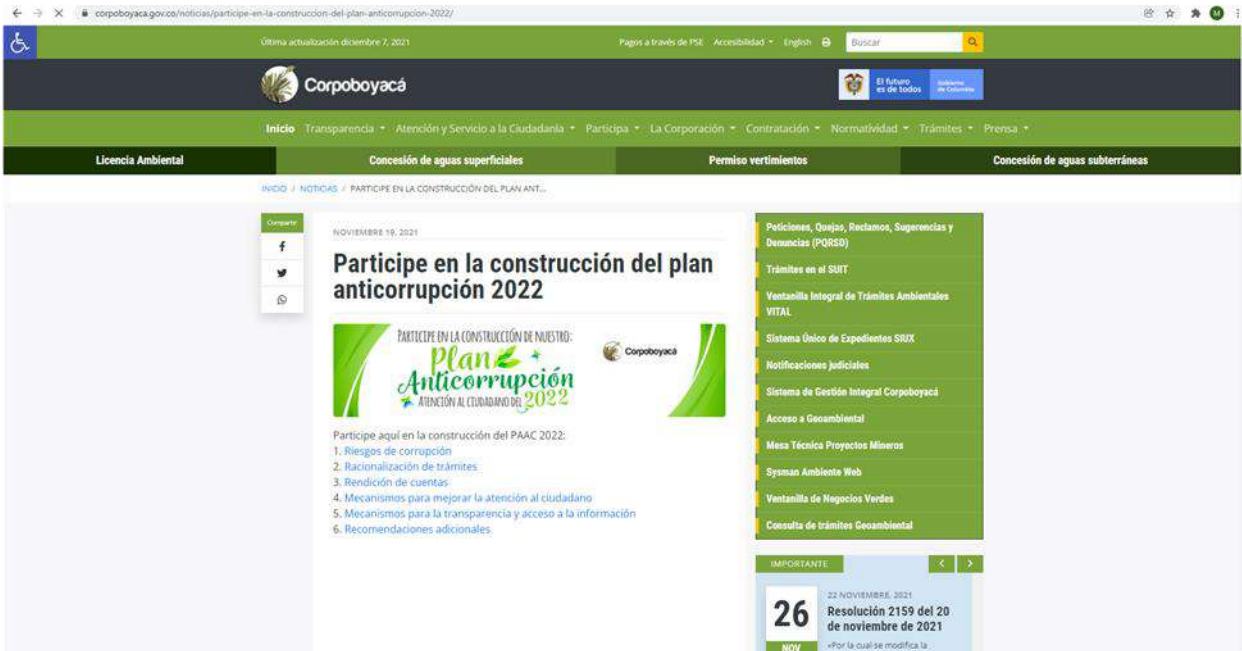 corpoboyaca.gov.co/noticias/participe-en-la-construccion-del-plan-anticorrupcion-2022/
M
Última actualización diciembre 7, 2021
Pagos a través de PSE Accesibilidad English Buscar
Corpoboyacá
El futuro
es de todos
Gobierno
de Colombia
Inicio Transparencia Atención y Servicio a la Ciudadanía Participa La Corporación Contratación Normatividad Trámites Prensa
Licencia Ambiental Concesión de aguas superficiales Permiso vertimientos Concesión de aguas subterráneas
INICIO / NOTICIAS / PARTICIPE EN LA CONSTRUCCIÓN DEL PLAN ANT...
Compartir
NOVIEMBRE 19, 2021
Participe en la construcción del plan
anticorrupción 2022
PARTICIPE EN LA CONSTRUCCIÓN DE NUESTRO:
Plan
Anticorrupción
ATENCIÓN AL CIUDADANO DEL 2022
Corpoboyacá
Participe aquí en la construcción del PAAC 2022:
1. Riesgos de corrupción
2. Racionalización de trámites
3. Rendición de cuentas
4. Mecanismos para mejorar la atención al ciudadano
5. Mecanismos para la transparencia y acceso a la información
6. Recomendaciones adicionales
Peticiones, Quejas, Reclamos, Sugerencias y
Denuncias (PQRSD)
Trámites en el SUIT
Ventanilla Integral de Trámites Ambientales
VITAL
Sistema Único de Expedientes SIUX
Notificaciones judiciales
Sistema de Gestión Integral Corpoboyacá
Acceso a Geoambiental
Mesa Técnica Proyectos Mineros
Sysman Ambiente Web
Ventanilla de Negocios Verdes
Consulta de trámites Geoambiental
IMPORTANTE
26
NOV
22 NOVIEMBRE, 2021
Resolución 2159 del 20
de noviembre de 2021
«Por la cual se modifica la